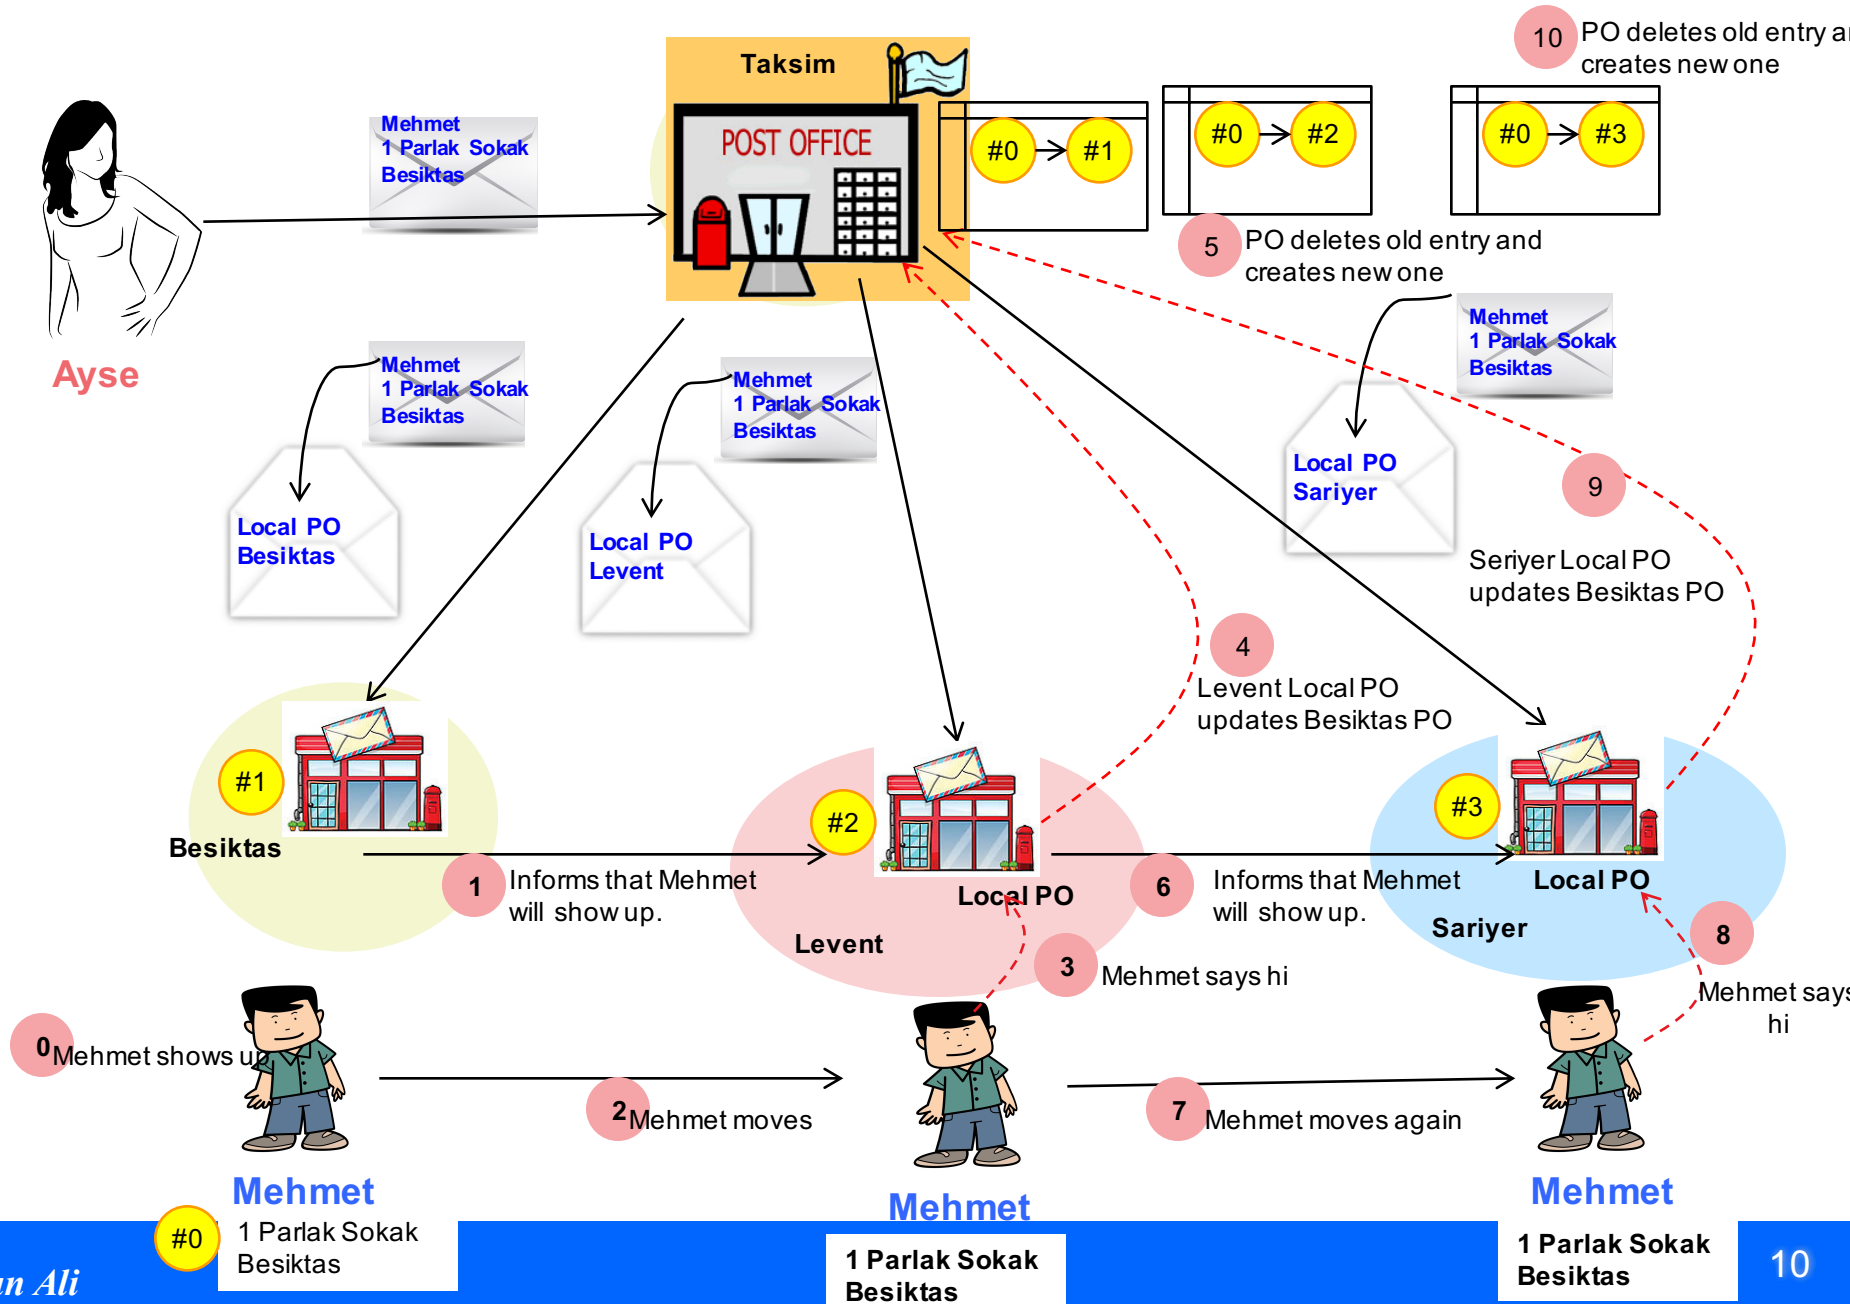 10 PO deletes old entry
creates new one
Taksim
POST OFFICE
#0 #1
#0 #2
#0 #3
Mehmet
1 Parlak Sokak
Besiktas
5 PO deletes old entry and
creates new one
Ayse
Mehmet
1 Parlak Sokak
Besiktas
Local PO
Besiktas
Mehmet
1 Parlak Sokak
Besiktas
Local PO
Levent
Mehmet
1 Parlak Sokak
Besiktas
Local PO
Sariyer
9
Seriyer Local PO
updates Besiktas PO
4
Levent Local PO
updates Besiktas PO
#1
Besiktas
#2
Local PO
Levent
#3
Local PO
Sariyer
1 Informs that Mehmet
will show up.
6 Informs that Mehmet
will show up.
3 Mehmet says hi
8
Mehmet says
hi
0 Mehmet shows up
2 Mehmet moves
7 Mehmet moves again
Mehmet
#0 1 Parlak Sokak
Besiktas
Mehmet
1 Parlak Sokak
Besiktas
Mehmet
1 Parlak Sokak
Besiktas
Ali
10